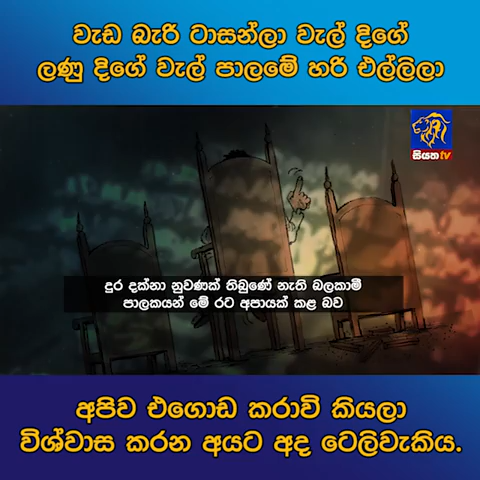 වැඩ බැරි ටාසන්ලා වැල් දිගේ
ලණු දිගේ වැල් පාලමේ හරි එල්ලිලා
සියත tv
දුර දක්නා නුවණක් තිබුණේ නැති බලකාමී
පාලකයන් මේ රට අපායක් කළ බව
අපිව එගොඩ කරාවි කියලා
විශ්වාස කරන අයට අද ටෙලිවැකිය.